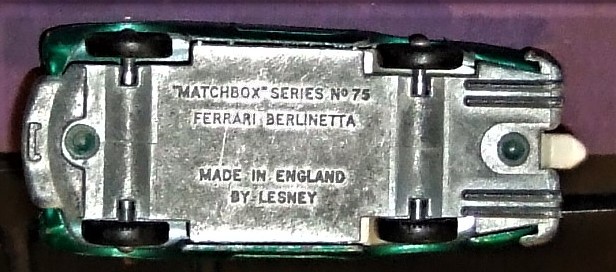 "MATCHBOX" SERIES No 75
FERRARI BERLINETTA
MADE IN ENGLAND
BY LESNEY